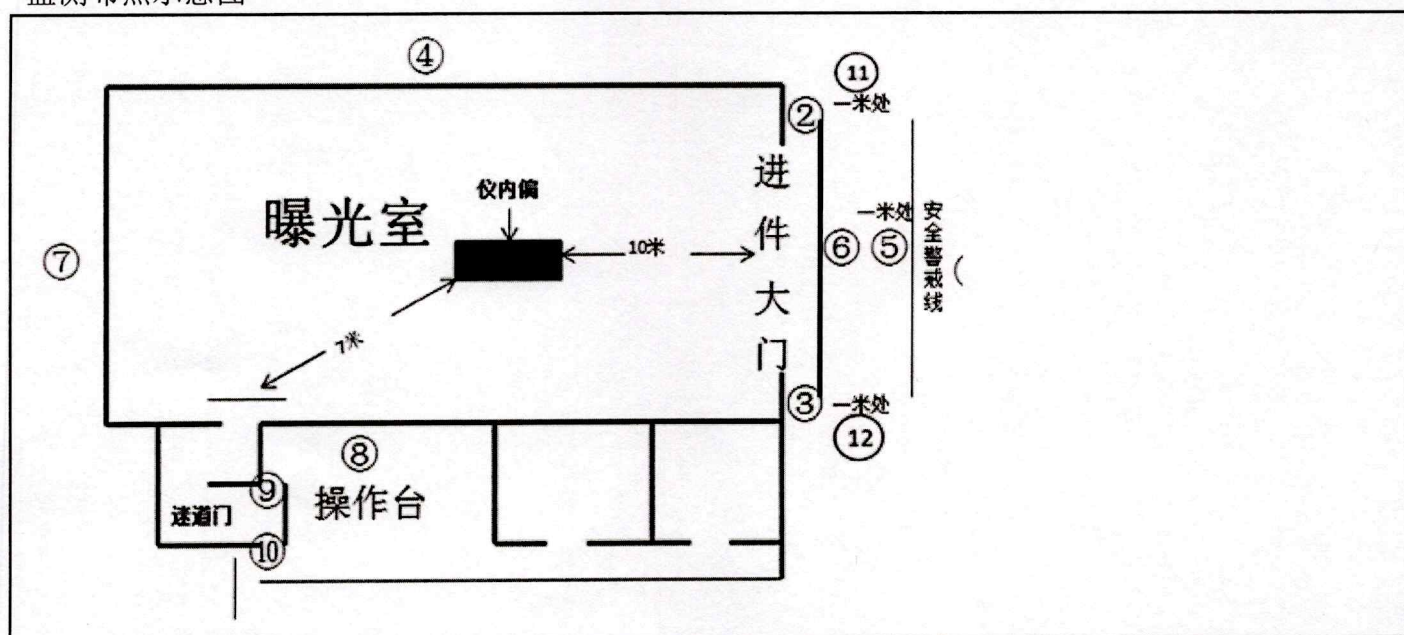 监测布点示意图
④
11
②
一米处
进件大门
仪内偏
曝光室
10米
一米处
安全警戒线
⑦
⑥
⑤
(
7米
③
一米处
12
⑧
⑨
操作台
迷道门
⑩